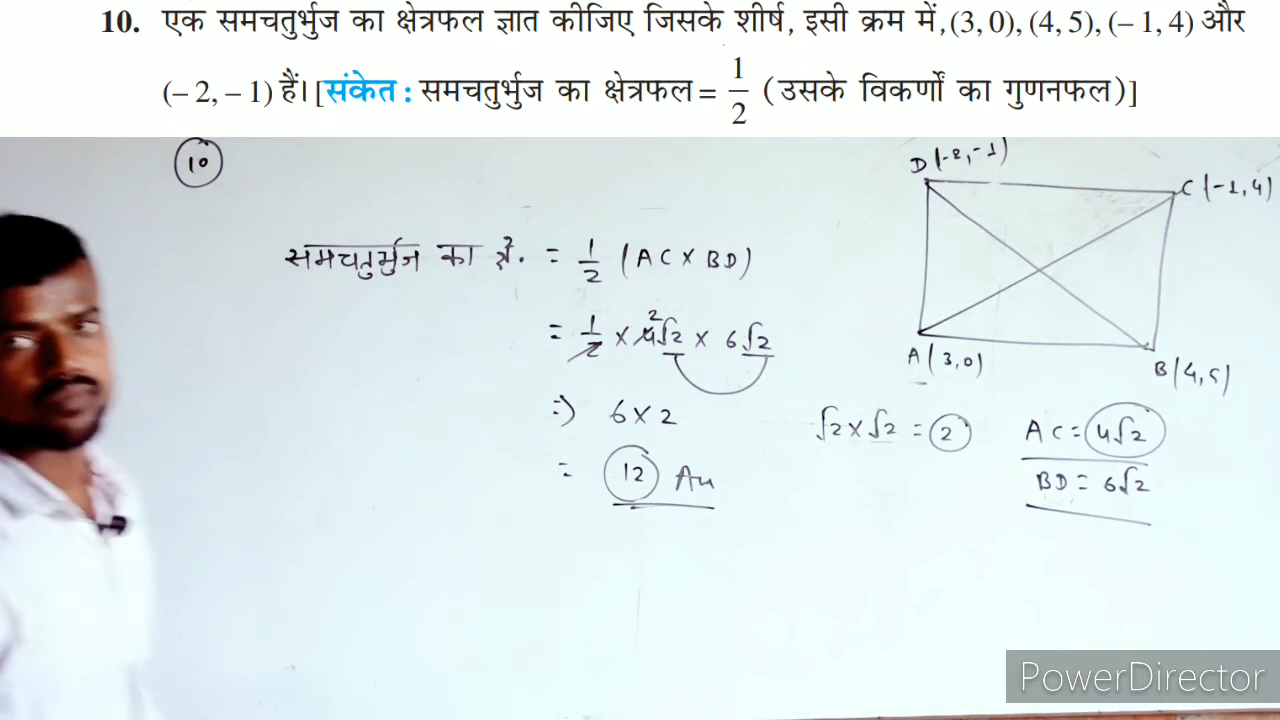 10. एक समचतुर्भुज का क्षेत्रफल ज्ञात कीजिए जिसके शीर्ष, इसी क्रम में, (3, 0), (4, 5), (– 1, 4) और
(– 2, – 1) हैं। [संकेत : समचतुर्भुज का क्षेत्रफल = 1/2 (उसके विकर्णों का गुणनफल)]
10
D(-2,-1)
C(-1,4)
समचतुर्भुज का क्षे. = 1/2 (AC × BD)
= 1/2 × 4√2 × 6√2
2
A(3,0)
B(4,5)
=) 6 × 2
√2 × √2 = 2
AC = 4√2
= 12 An
BD = 6√2
PowerDirector